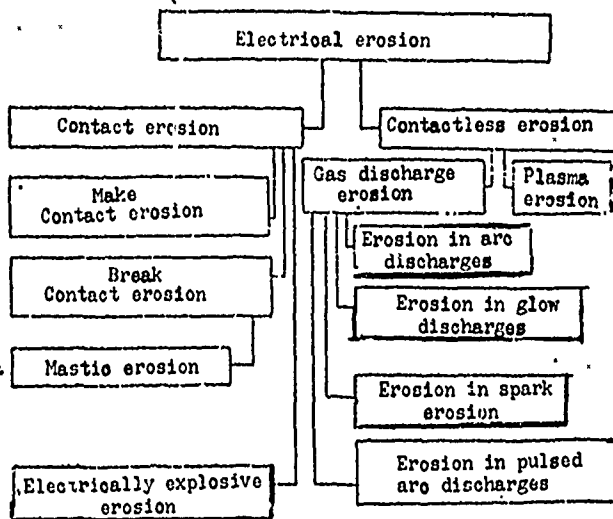 Electrical erosion
Contact erosion
Contactless erosion
Gas discharge
erosion
Plasma
erosion
Make
Contact erosion
Erosion in arc
discharges
Break
Contact erosion
Erosion in glow
discharges
Mastic erosion
Erosion in spark
erosion
Electrically explosive
erosion
Erosion in pulsed
arc discharges